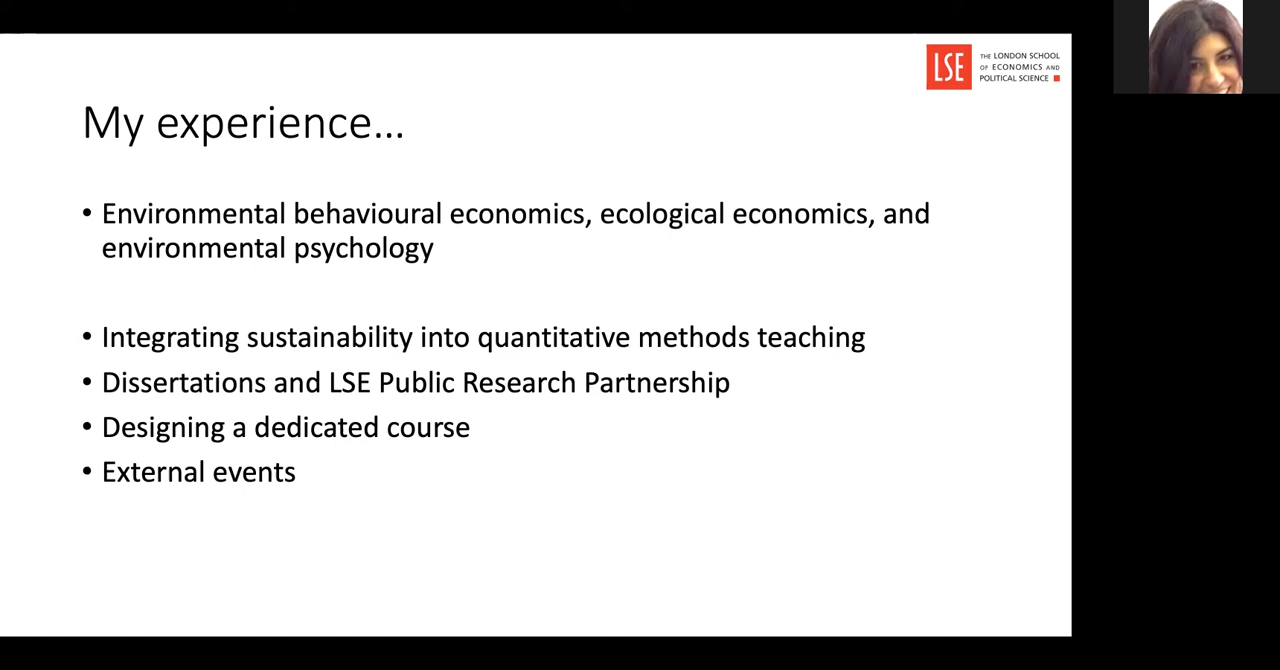 LSE
THE LONDON SCHOOL
OF ECONOMICS AND
POLITICAL SCIENCE
My experience...
• Environmental behavioural economics, ecological economics, and
environmental psychology
• Integrating sustainability into quantitative methods teaching
• Dissertations and LSE Public Research Partnership
• Designing a dedicated course
• External events